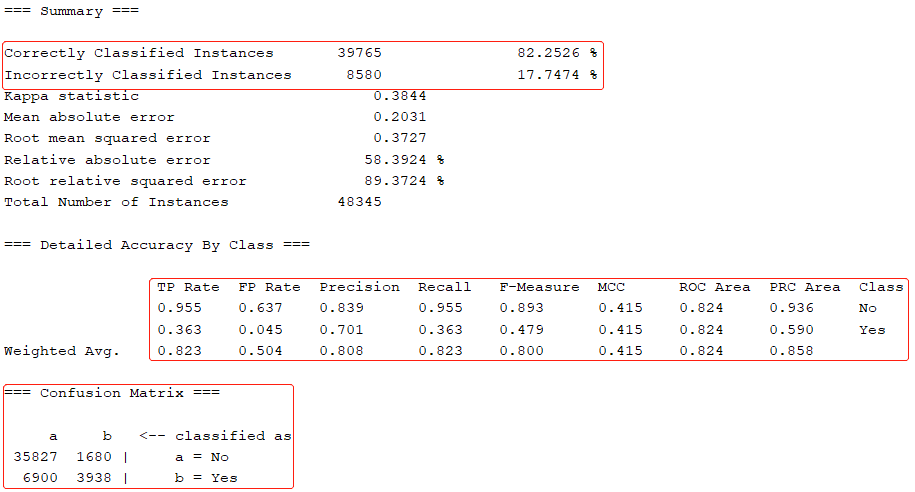 === Summary ===
Correctly Classified Instances 39765 82.2526 %
Incorrectly Classified Instances 8580 17.7474 %
Kappa statistic 0.3844
Mean absolute error 0.2031
Root mean squared error 0.3727
Relative absolute error 58.3924 %
Root relative squared error 89.3724 %
Total Number of Instances 48345
=== Detailed Accuracy By Class ===
TP Rate FP Rate Precision Recall F-Measure MCC ROC Area PRC Area Class
0.955 0.637 0.839 0.955 0.893 0.415 0.824 0.936 No
0.363 0.045 0.701 0.363 0.479 0.415 0.824 0.590 Yes
Weighted Avg. 0.823 0.504 0.808 0.823 0.800 0.415 0.824 0.858
=== Confusion Matrix ===
a b <-- classified as
35827 1680 | a = No
6900 3938 | b = Yes